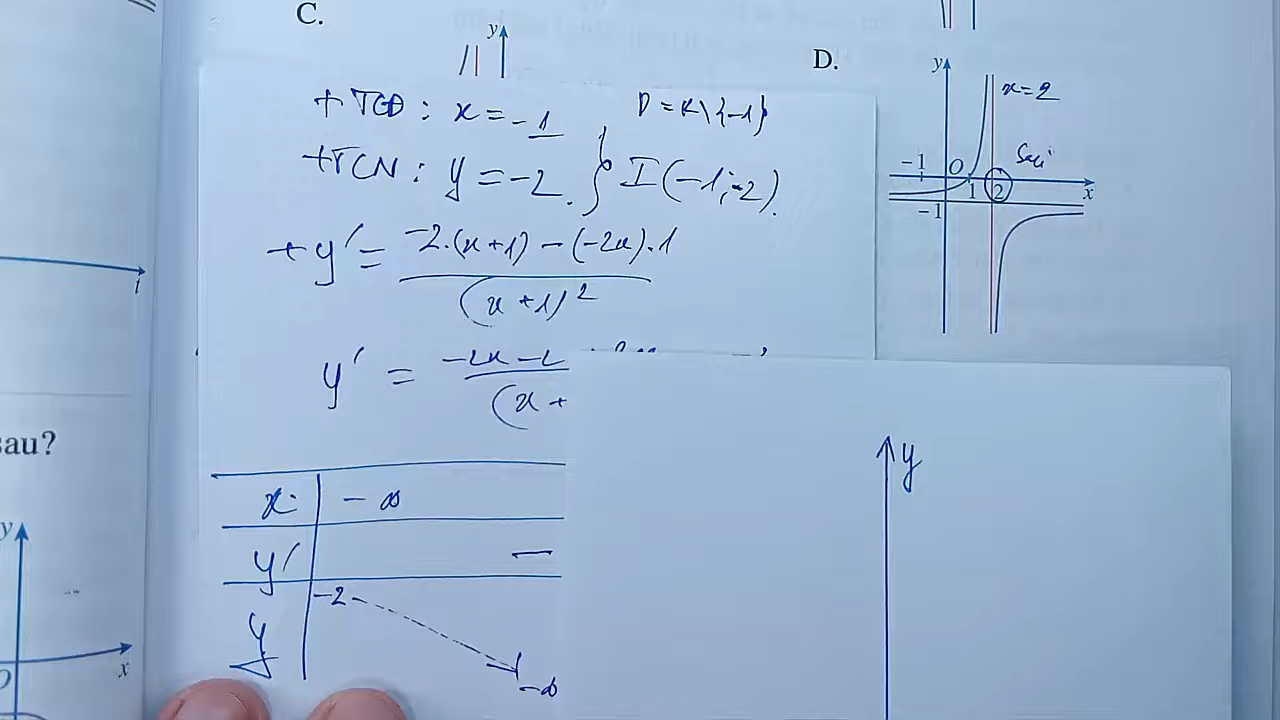 C.
y
D.
y
x = 2
+ TCĐ : x = -1
D = R\{-1}
+TCN : y = -2.
I(-1;-2).
-1
O
Sai
1
2
x
-1
+ y' = -2.(x+1) - (-2x).1
(x+1)²
y' = -2x-2
(x+
t
sau?
x
- ∞
y'
-
y
-2
-∞
y
O
x
y